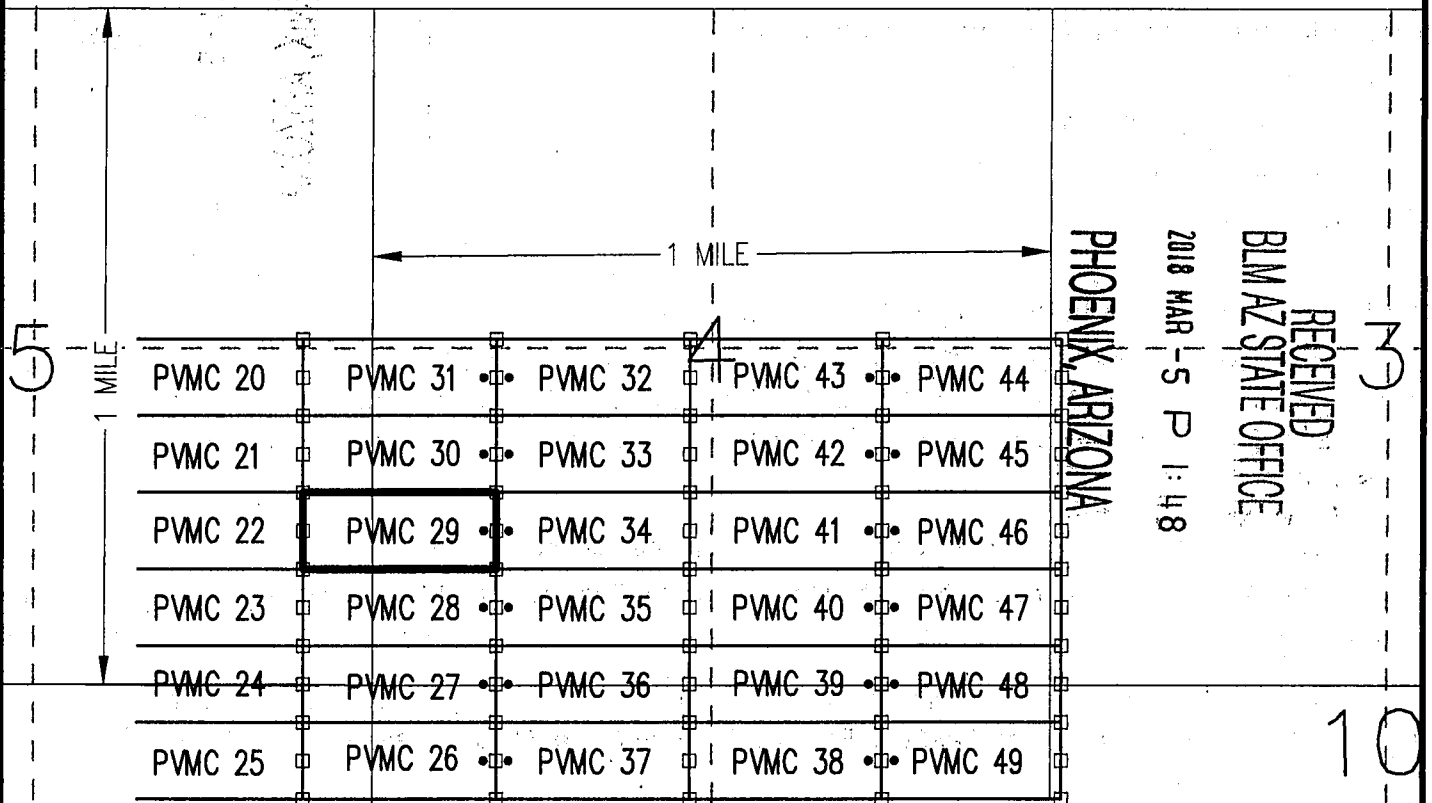 1 MILE
1 MILE
5
4
3
10
PVMC 20 PVMC 31 PVMC 32 PVMC 43 PVMC 44
PVMC 21 PVMC 30 PVMC 33 PVMC 42 PVMC 45
PVMC 22 PVMC 29 PVMC 34 PVMC 41 PVMC 46
PVMC 23 PVMC 28 PVMC 35 PVMC 40 PVMC 47
PVMC 24 PVMC 27 PVMC 36 PVMC 39 PVMC 48
PVMC 25 PVMC 26 PVMC 37 PVMC 38 PVMC 49
RECEIVED
BLM AZ STATE OFFICE
2018 MAR -5 P 1:48
PHOENIX, ARIZONA